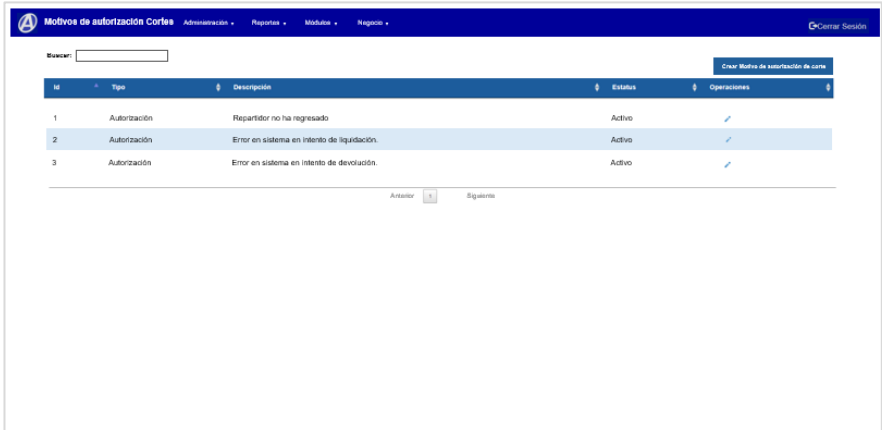 Motivos de autorización Cortes Administración Reportes Módulos Negocio Cerrar Sesión
Buscar:
Crear Motivo de autorización de corte
Id Tipo Descripción Estatus Operaciones
1 Autorización Repartidor no ha regresado Activo
2 Autorización Error en sistema en intento de liquidación. Activo
3 Autorización Error en sistema en intento de devolución. Activo
Anterior 1 Siguiente